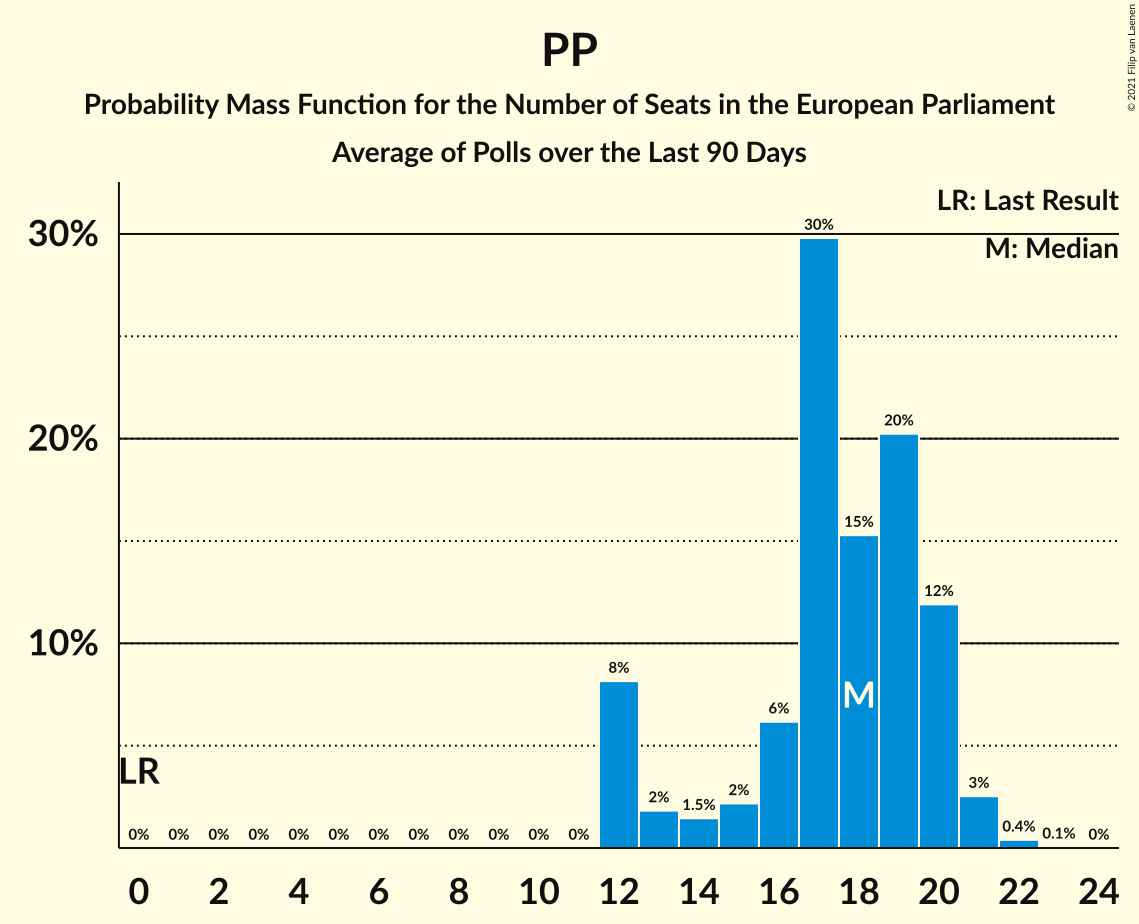 © 2021 Filip van Laenen
PP
Probability Mass Function for the Number of Seats in the European Parliament
Average of Polls over the Last 90 Days
LR: Last Result
M: Median
30%
30%
20%
20%
15%
12%
10%
8%
6%
M
LR
2%
1.5%
2%
3%
0.4%
0.1%
0%
0% 0% 0% 0% 0% 0% 0% 0% 0% 0% 0% 0%
0 2 4 6 8 10 12 14 16 18 20 22 24